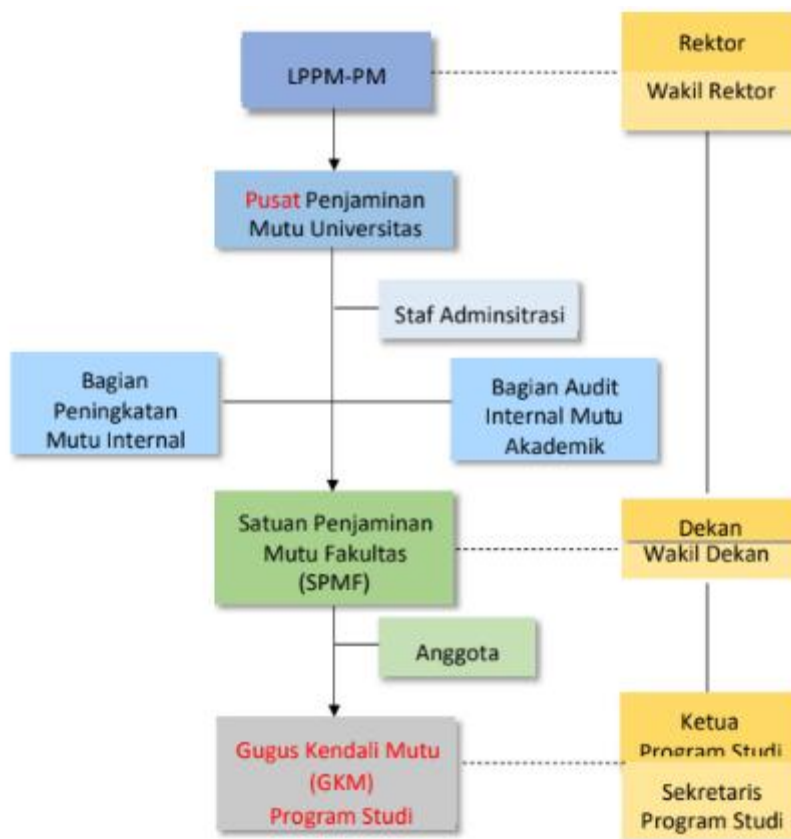 LPPM-PM
Rektor
Wakil Rektor
Pusat Penjaminan
Mutu Universitas
Staf Adminsitrasi
Bagian
Peningkatan
Mutu Internal
Bagian Audit
Internal Mutu
Akademik
Satuan Penjaminan
Mutu Fakultas
(SPMF)
Dekan
Wakil Dekan
Anggota
Gugus Kendali Mutu
(GKM)
Program Studi
Ketua
Program Studi
Sekretaris
Program Studi